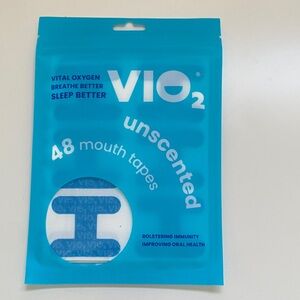 VITAL OXYGEN
BREATHE BETTER
SLEEP BETTER
VIO₂
unscented
48 mouth tapes
BOLSTERING IMMUNITY
IMPROVING ORAL HEALTH